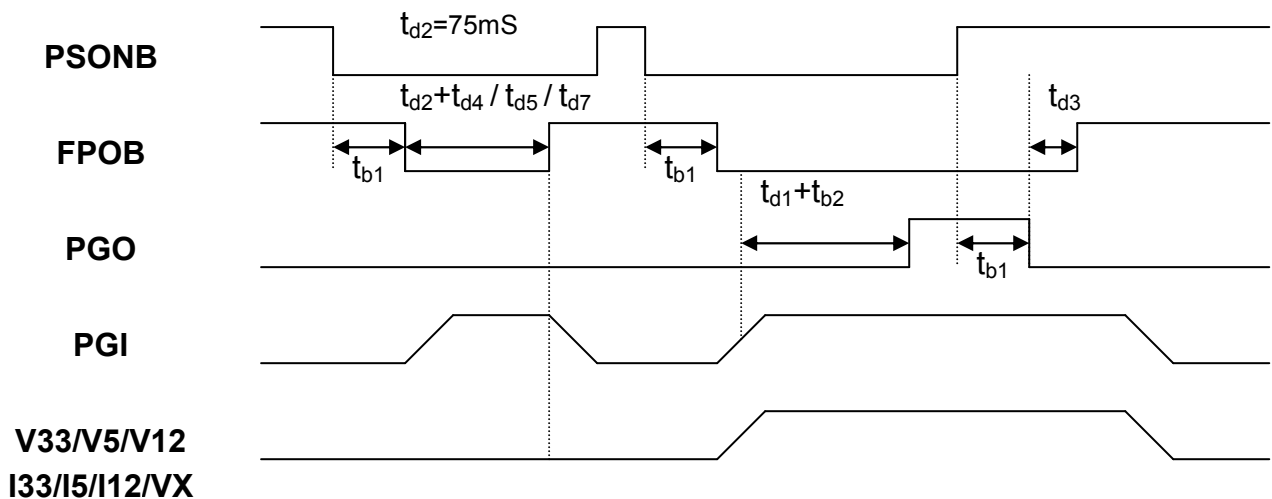 t_d2=75mS
PSONB
t_d2+t_d4 / t_d5 / t_d7
t_d3
FPOB
t_b1
t_b1
t_d1+t_b2
PGO
t_b1
PGI
V33/V5/V12
I33/I5/I12/VX